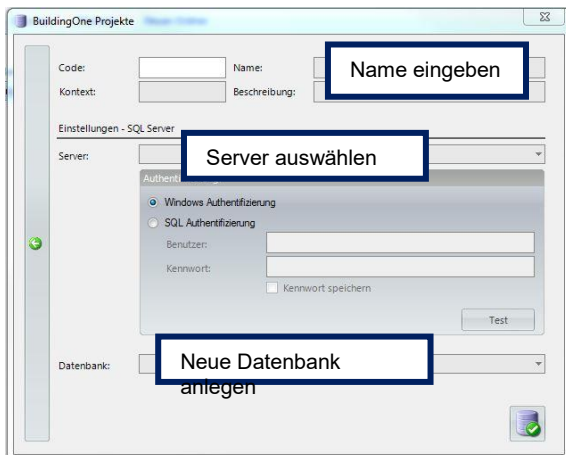 BuildingOne Projekte
Code:
Name:
Name eingeben
Kontext:
Beschreibung:
Einstellungen - SQL Server
Server:
Server auswählen
Windows Authentifizierung
SQL Authentifizierung
Benutzer:
Kennwort:
Kennwort speichern
Test
Datenbank:
Neue Datenbank
anlegen